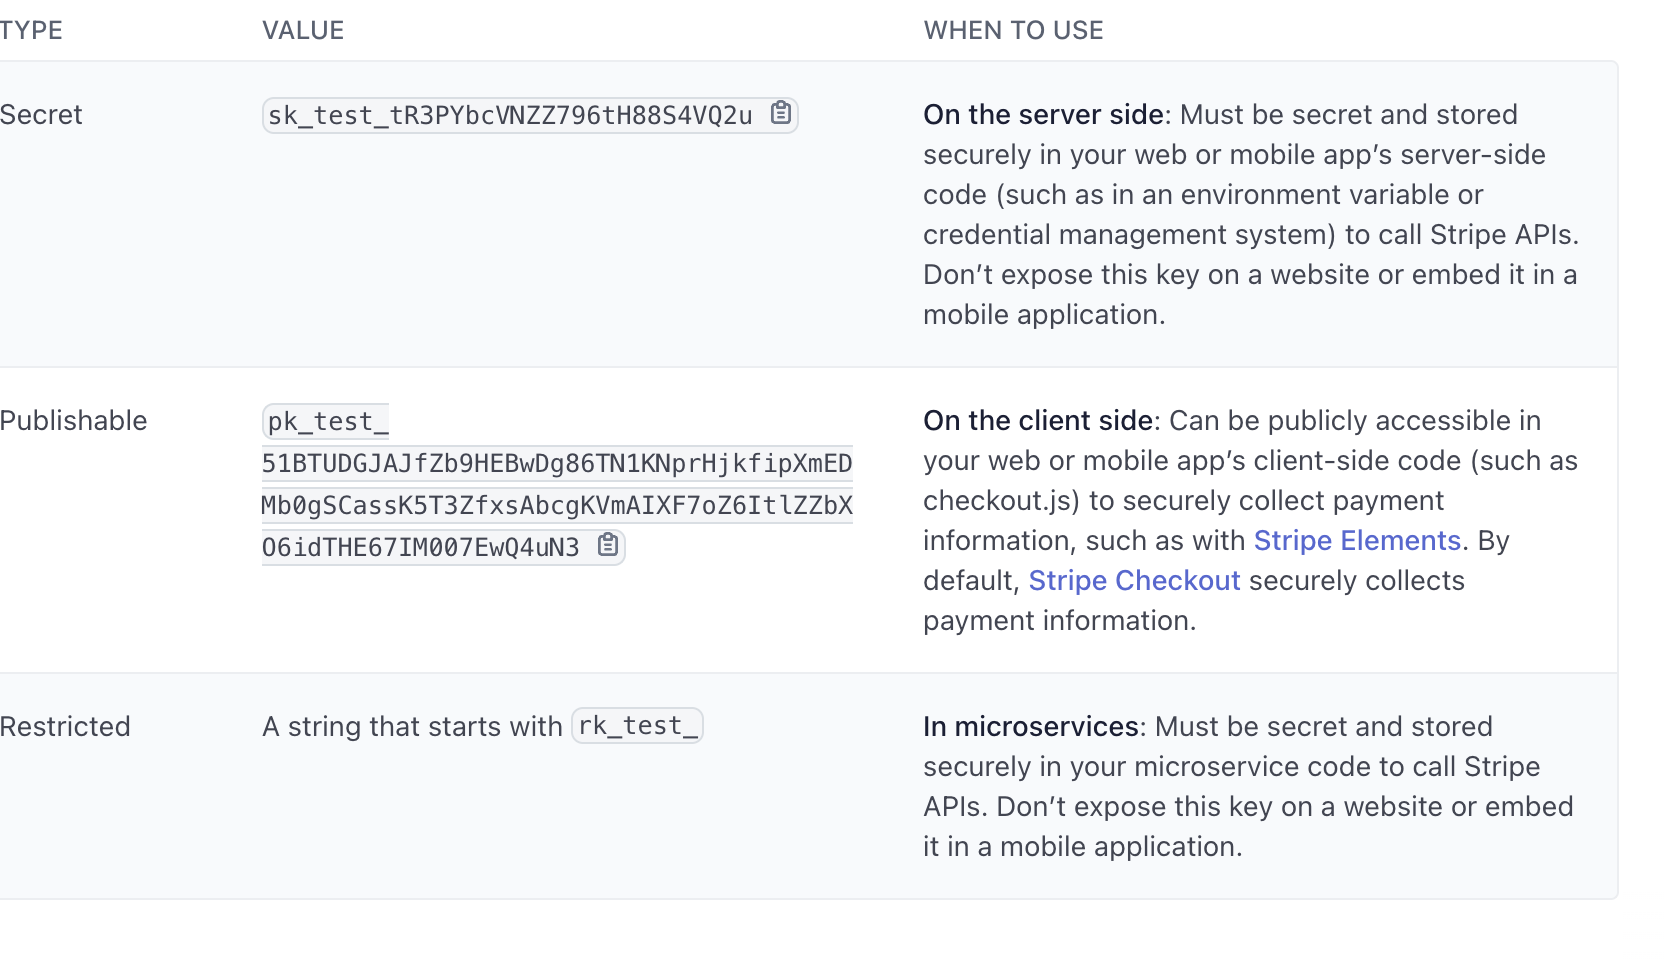 TYPE VALUE WHEN TO USE
Secret sk_test_tR3PYbcVNZZ796tH88S4VQ2u On the server side: Must be secret and stored
securely in your web or mobile app’s server-side
code (such as in an environment variable or
credential management system) to call Stripe APIs.
Don’t expose this key on a website or embed it in a
mobile application.
Publishable pk_test_ On the client side: Can be publicly accessible in
51BTUDGJAJfZb9HEBwDg86TN1KNprHjkfipXmED your web or mobile app’s client-side code (such as
Mb0gSCassK5T3ZfxsAbcgKVmAIXF7oZ6ItlZZbX checkout.js) to securely collect payment
O6idTHE67IM007EwQ4uN3 information, such as with Stripe Elements. By
default, Stripe Checkout securely collects
payment information.
Restricted A string that starts with rk_test_ In microservices: Must be secret and stored
securely in your microservice code to call Stripe
APIs. Don’t expose this key on a website or embed
it in a mobile application.